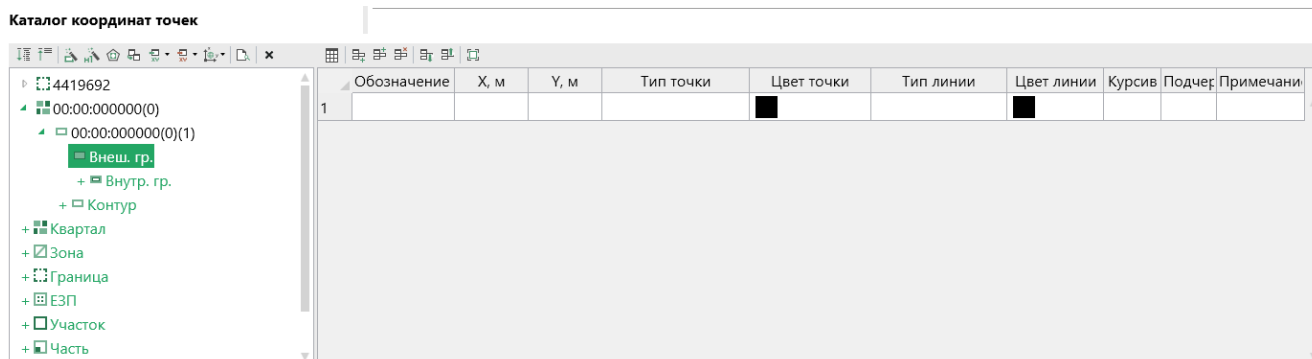 Каталог координат точек
Обозначение X, м Y, м Тип точки Цвет точки Тип линии Цвет линии Курсив Подчер Примечани
1
4419692
00:00:000000(0)
00:00:000000(0)(1)
Внеш. гр.
+ Внутр. гр.
+ Контур
+ Квартал
+ Зона
+ Граница
+ ЕЗП
+ Участок
+ Часть